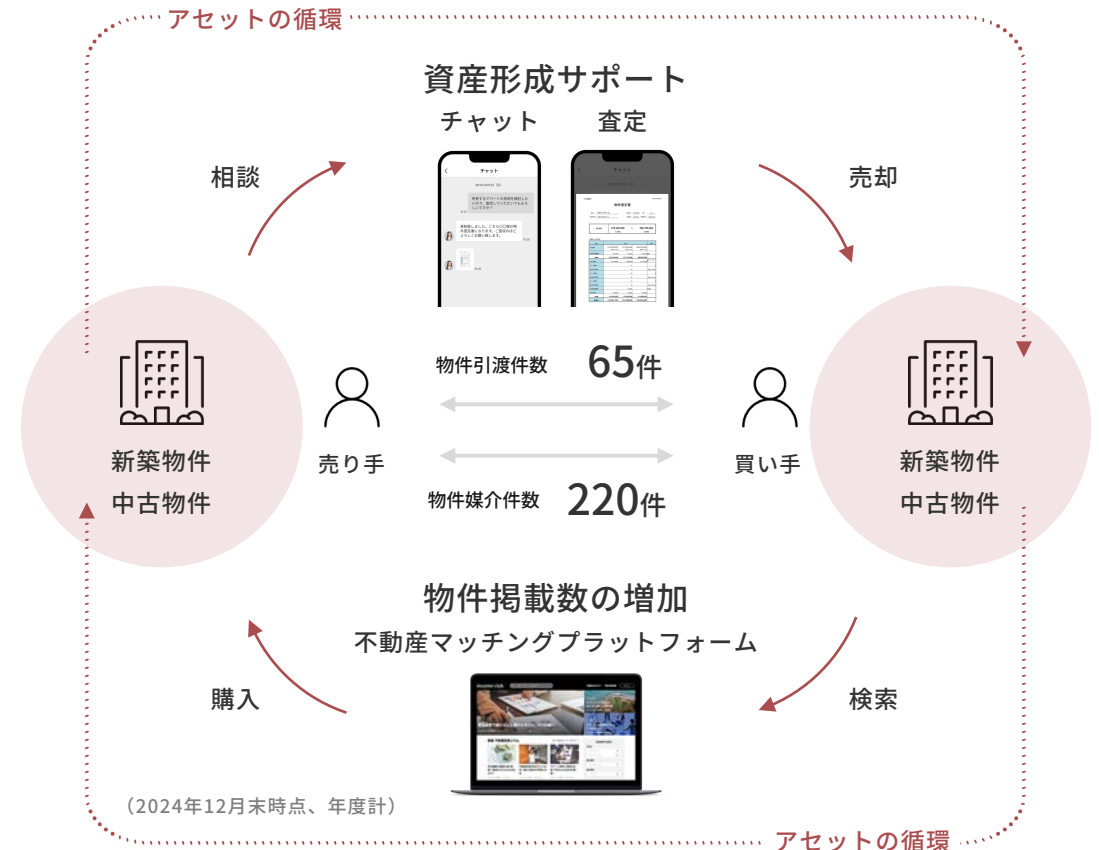 アセットの循環
資産形成サポート
チャット
査定
相談
売却
チャット
物件引渡件数 65件
新築物件
中古物件
売り手
買い手
新築物件
中古物件
物件媒介件数 220件
物件掲載数の増加
不動産マッチングプラットフォーム
購入
検索
(2024年12月末時点、年度計)
アセットの循環